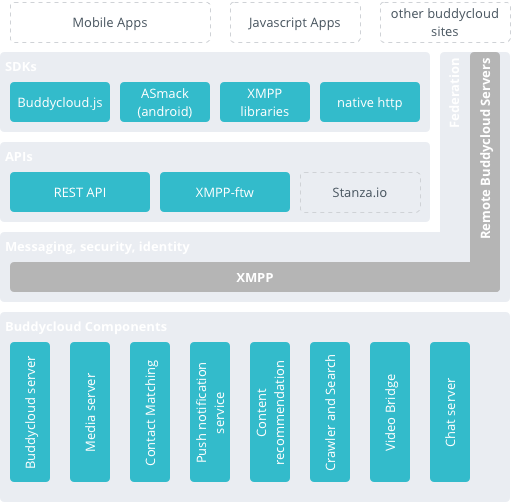 Mobile Apps
Javascript Apps
other buddycloud
sites
SDKs
Buddycloud.js
ASmack
(android)
XMPP
libraries
native http
Federation
Remote Buddycloud Servers
APIs
REST API
XMPP-ftw
Stanza.io
Messaging, security, identity
XMPP
Buddycloud Components
Buddycloud server
Media server
Contact Matching
Push notification
service
Content
recommendation
Crawler and Search
Video Bridge
Chat server